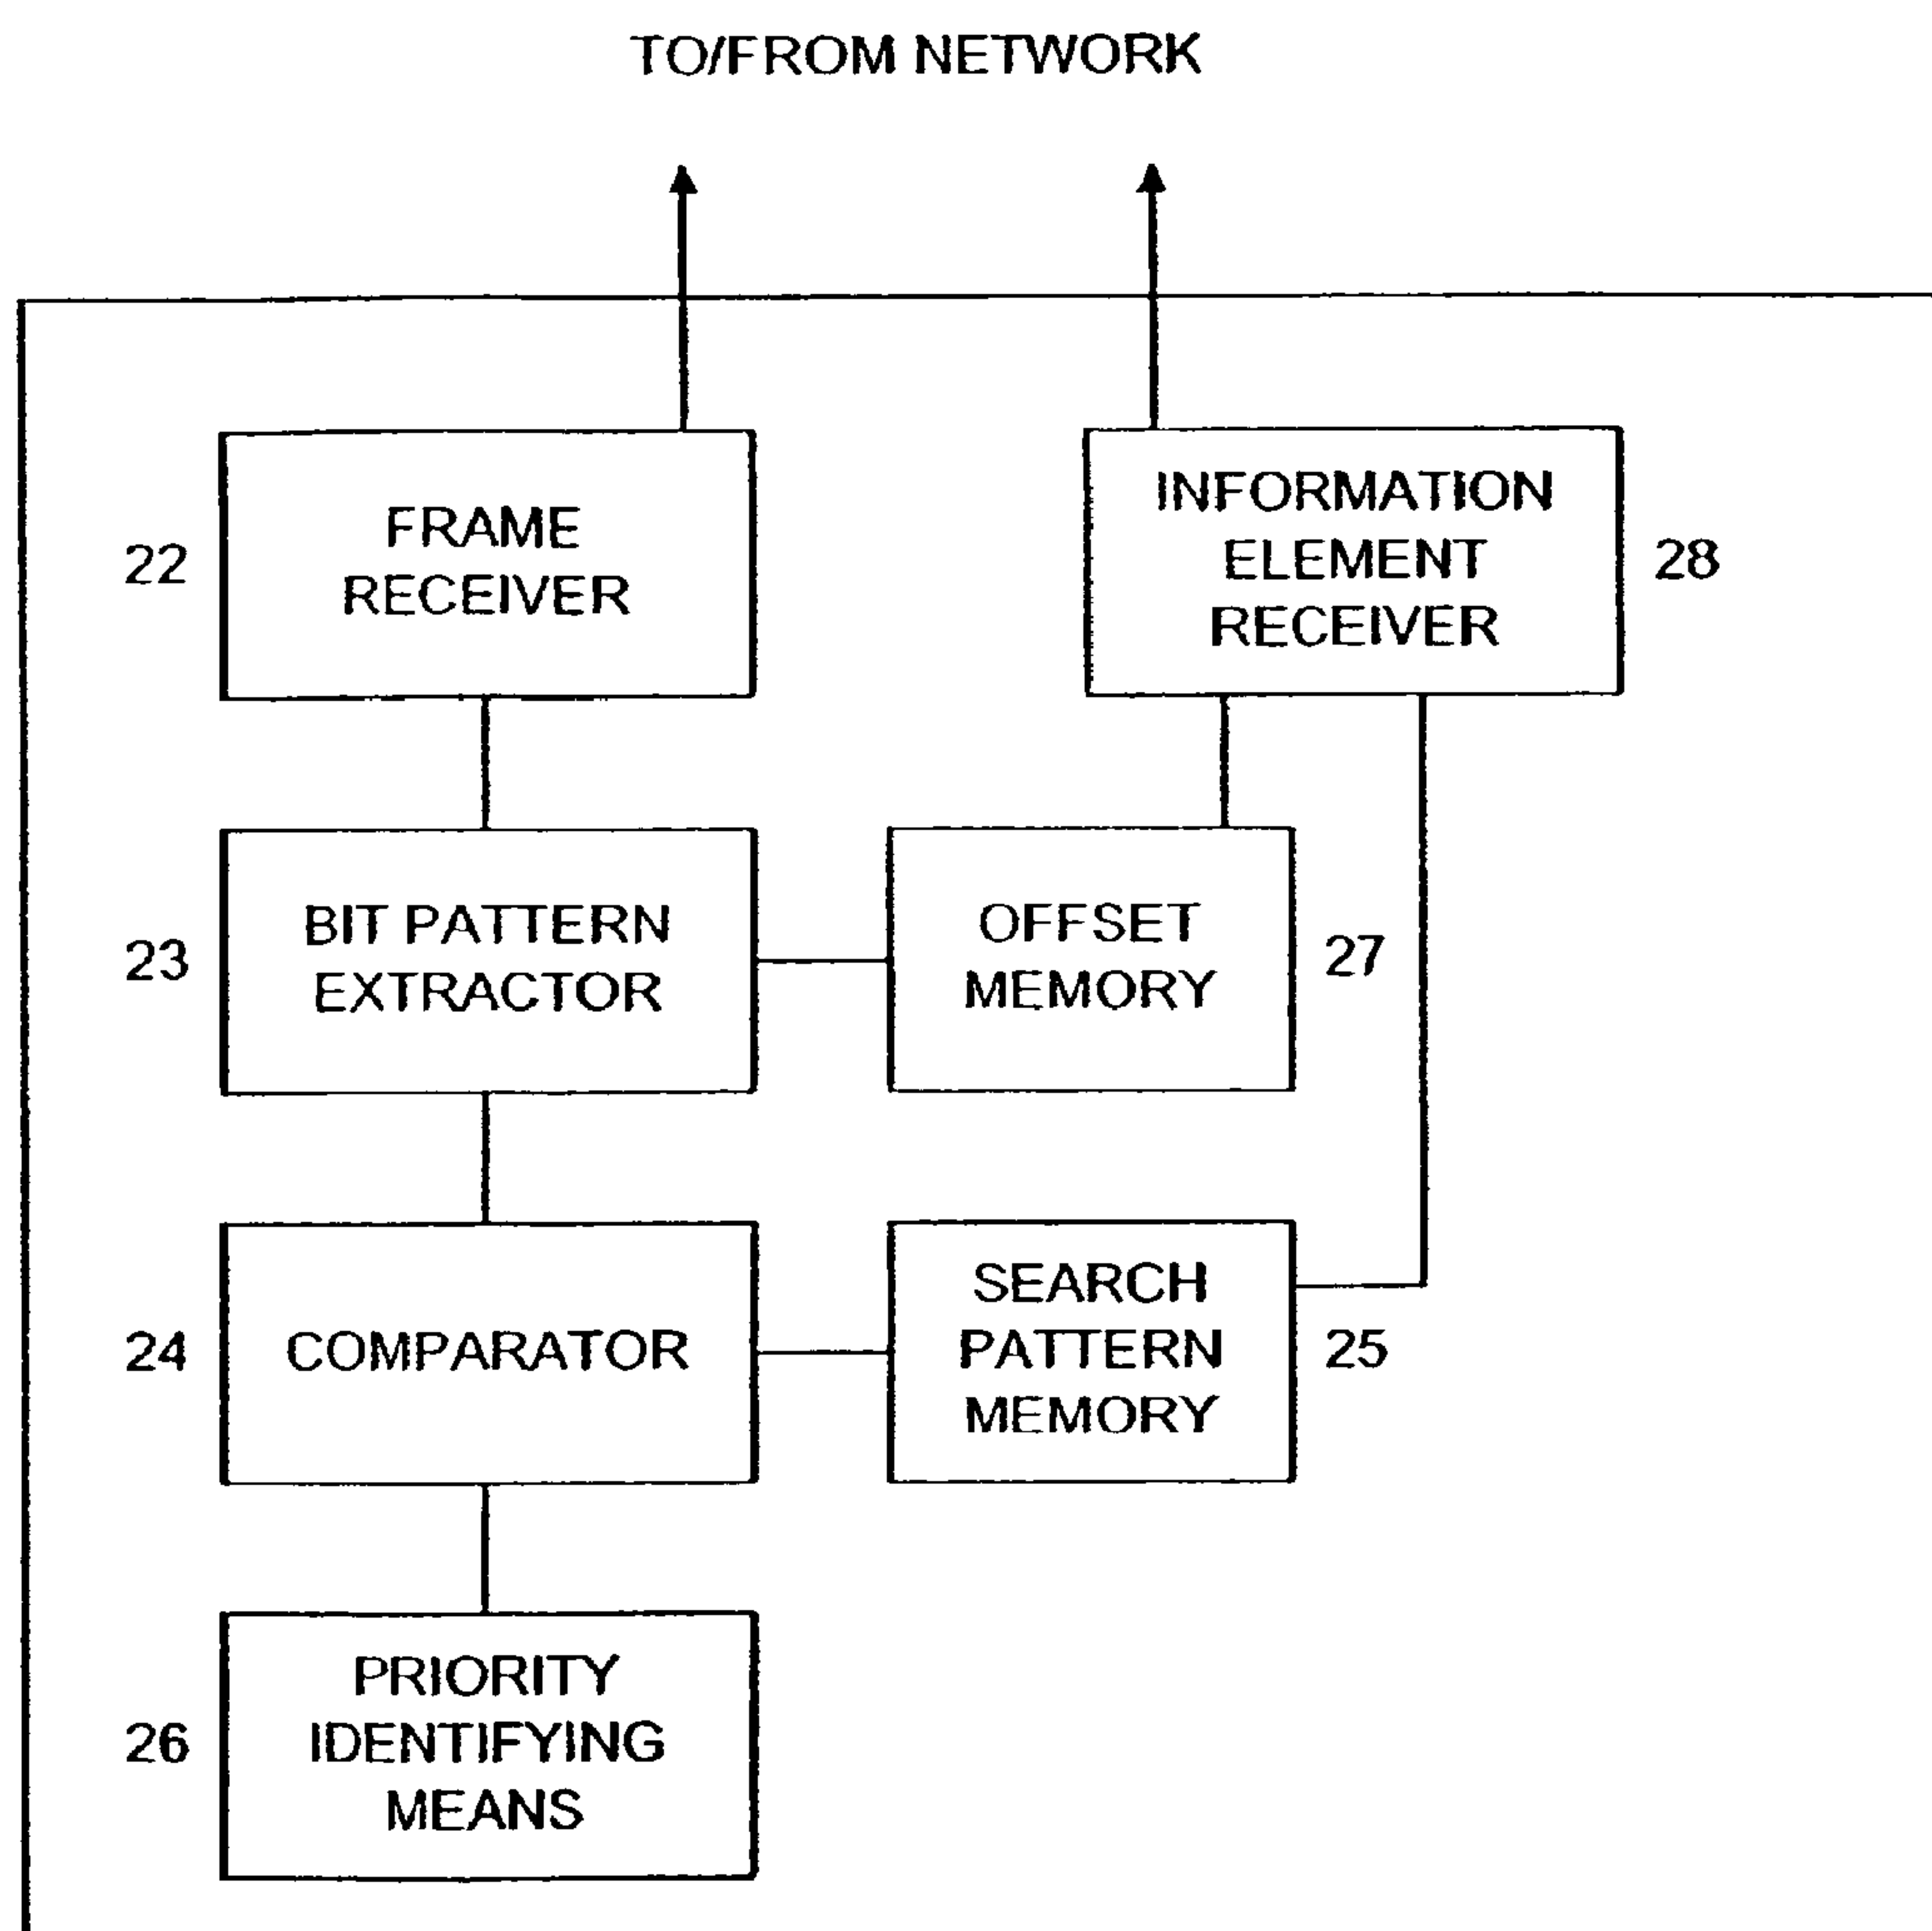 TO/FROM NETWORK
FRAME
RECEIVER
22
INFORMATION
ELEMENT
RECEIVER
28
BIT PATTERN
EXTRACTOR
23
OFFSET
MEMORY
27
COMPARATOR
24
SEARCH
PATTERN
MEMORY
25
PRIORITY
IDENTIFYING
MEANS
26